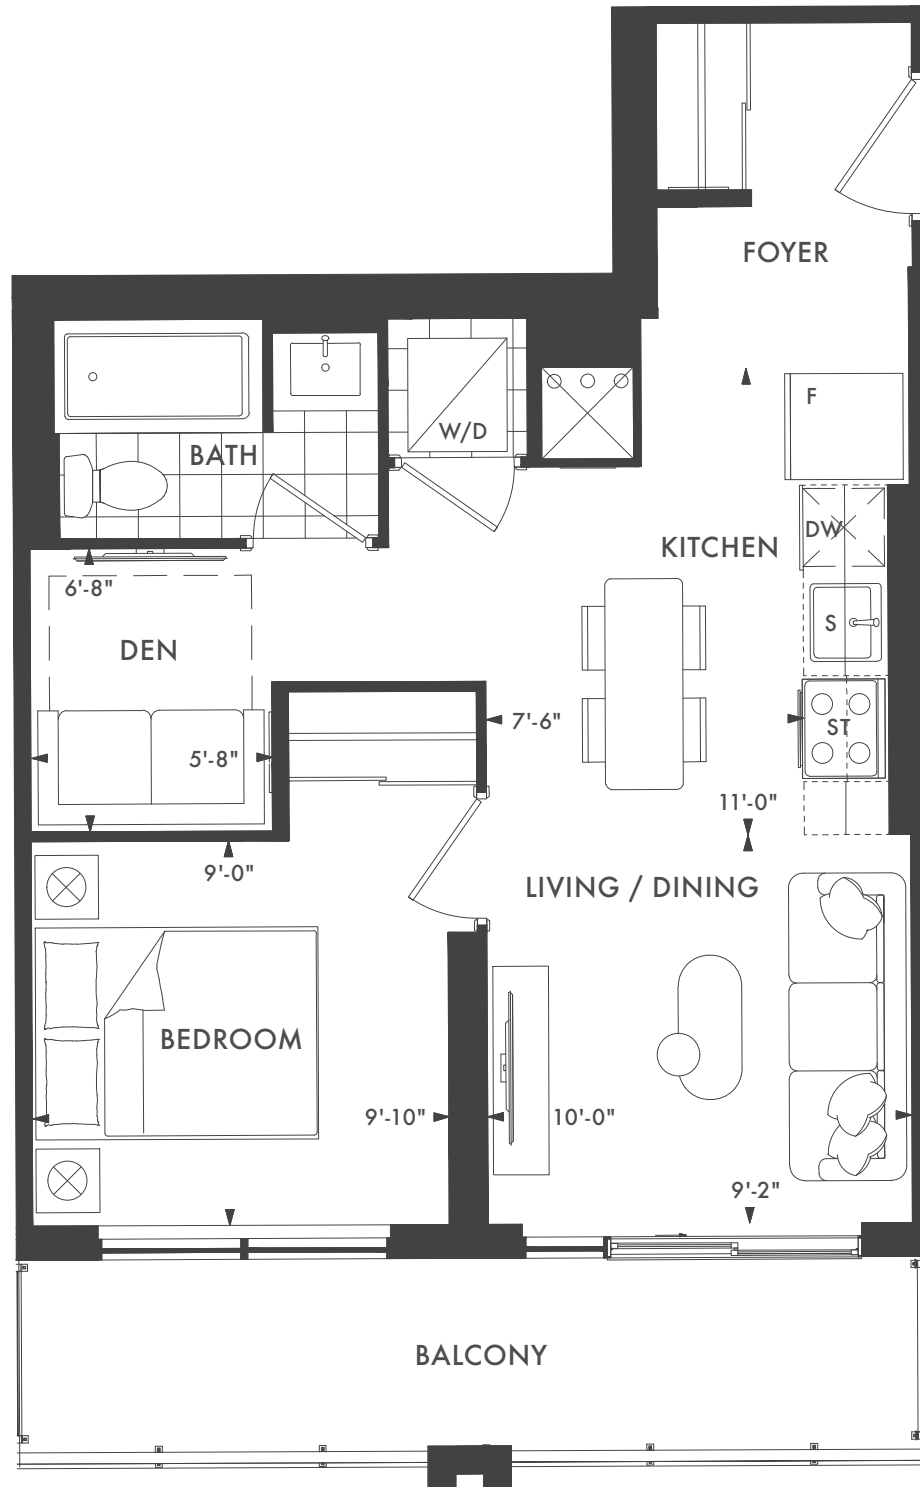 FOYER
F
W/D
BATH
DW
KITCHEN
6'-8"
S
DEN
7'-6"
ST
5'-8"
11'-0"
9'-0"
LIVING / DINING
BEDROOM
9'-10"
10'-0"
9'-2"
BALCONY